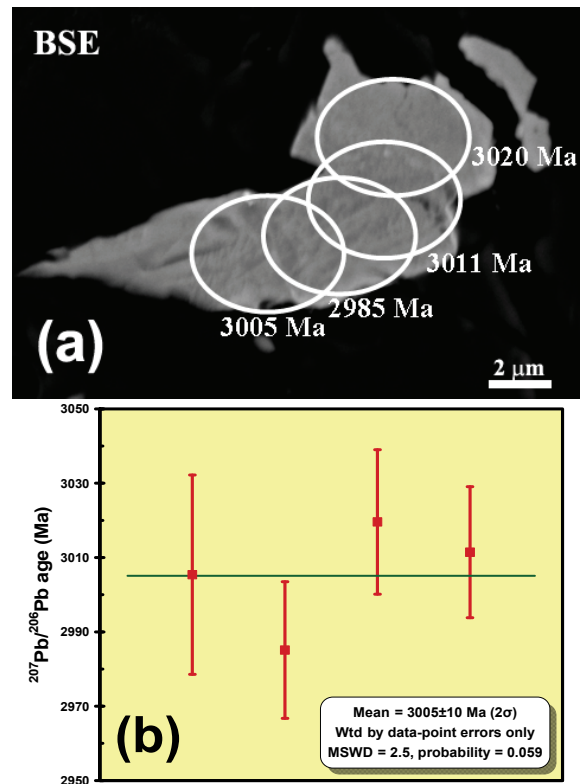 BSE
3020 Ma
3011 Ma
2985 Ma
3005 Ma
(a)
2 µm
3050
3030
3010
2990
2970
2950
²⁰⁷Pb/²⁰⁶Pb age (Ma)
(b)
Mean = 3005±10 Ma (2σ)
Wtd by data-point errors only
MSWD = 2.5, probability = 0.059